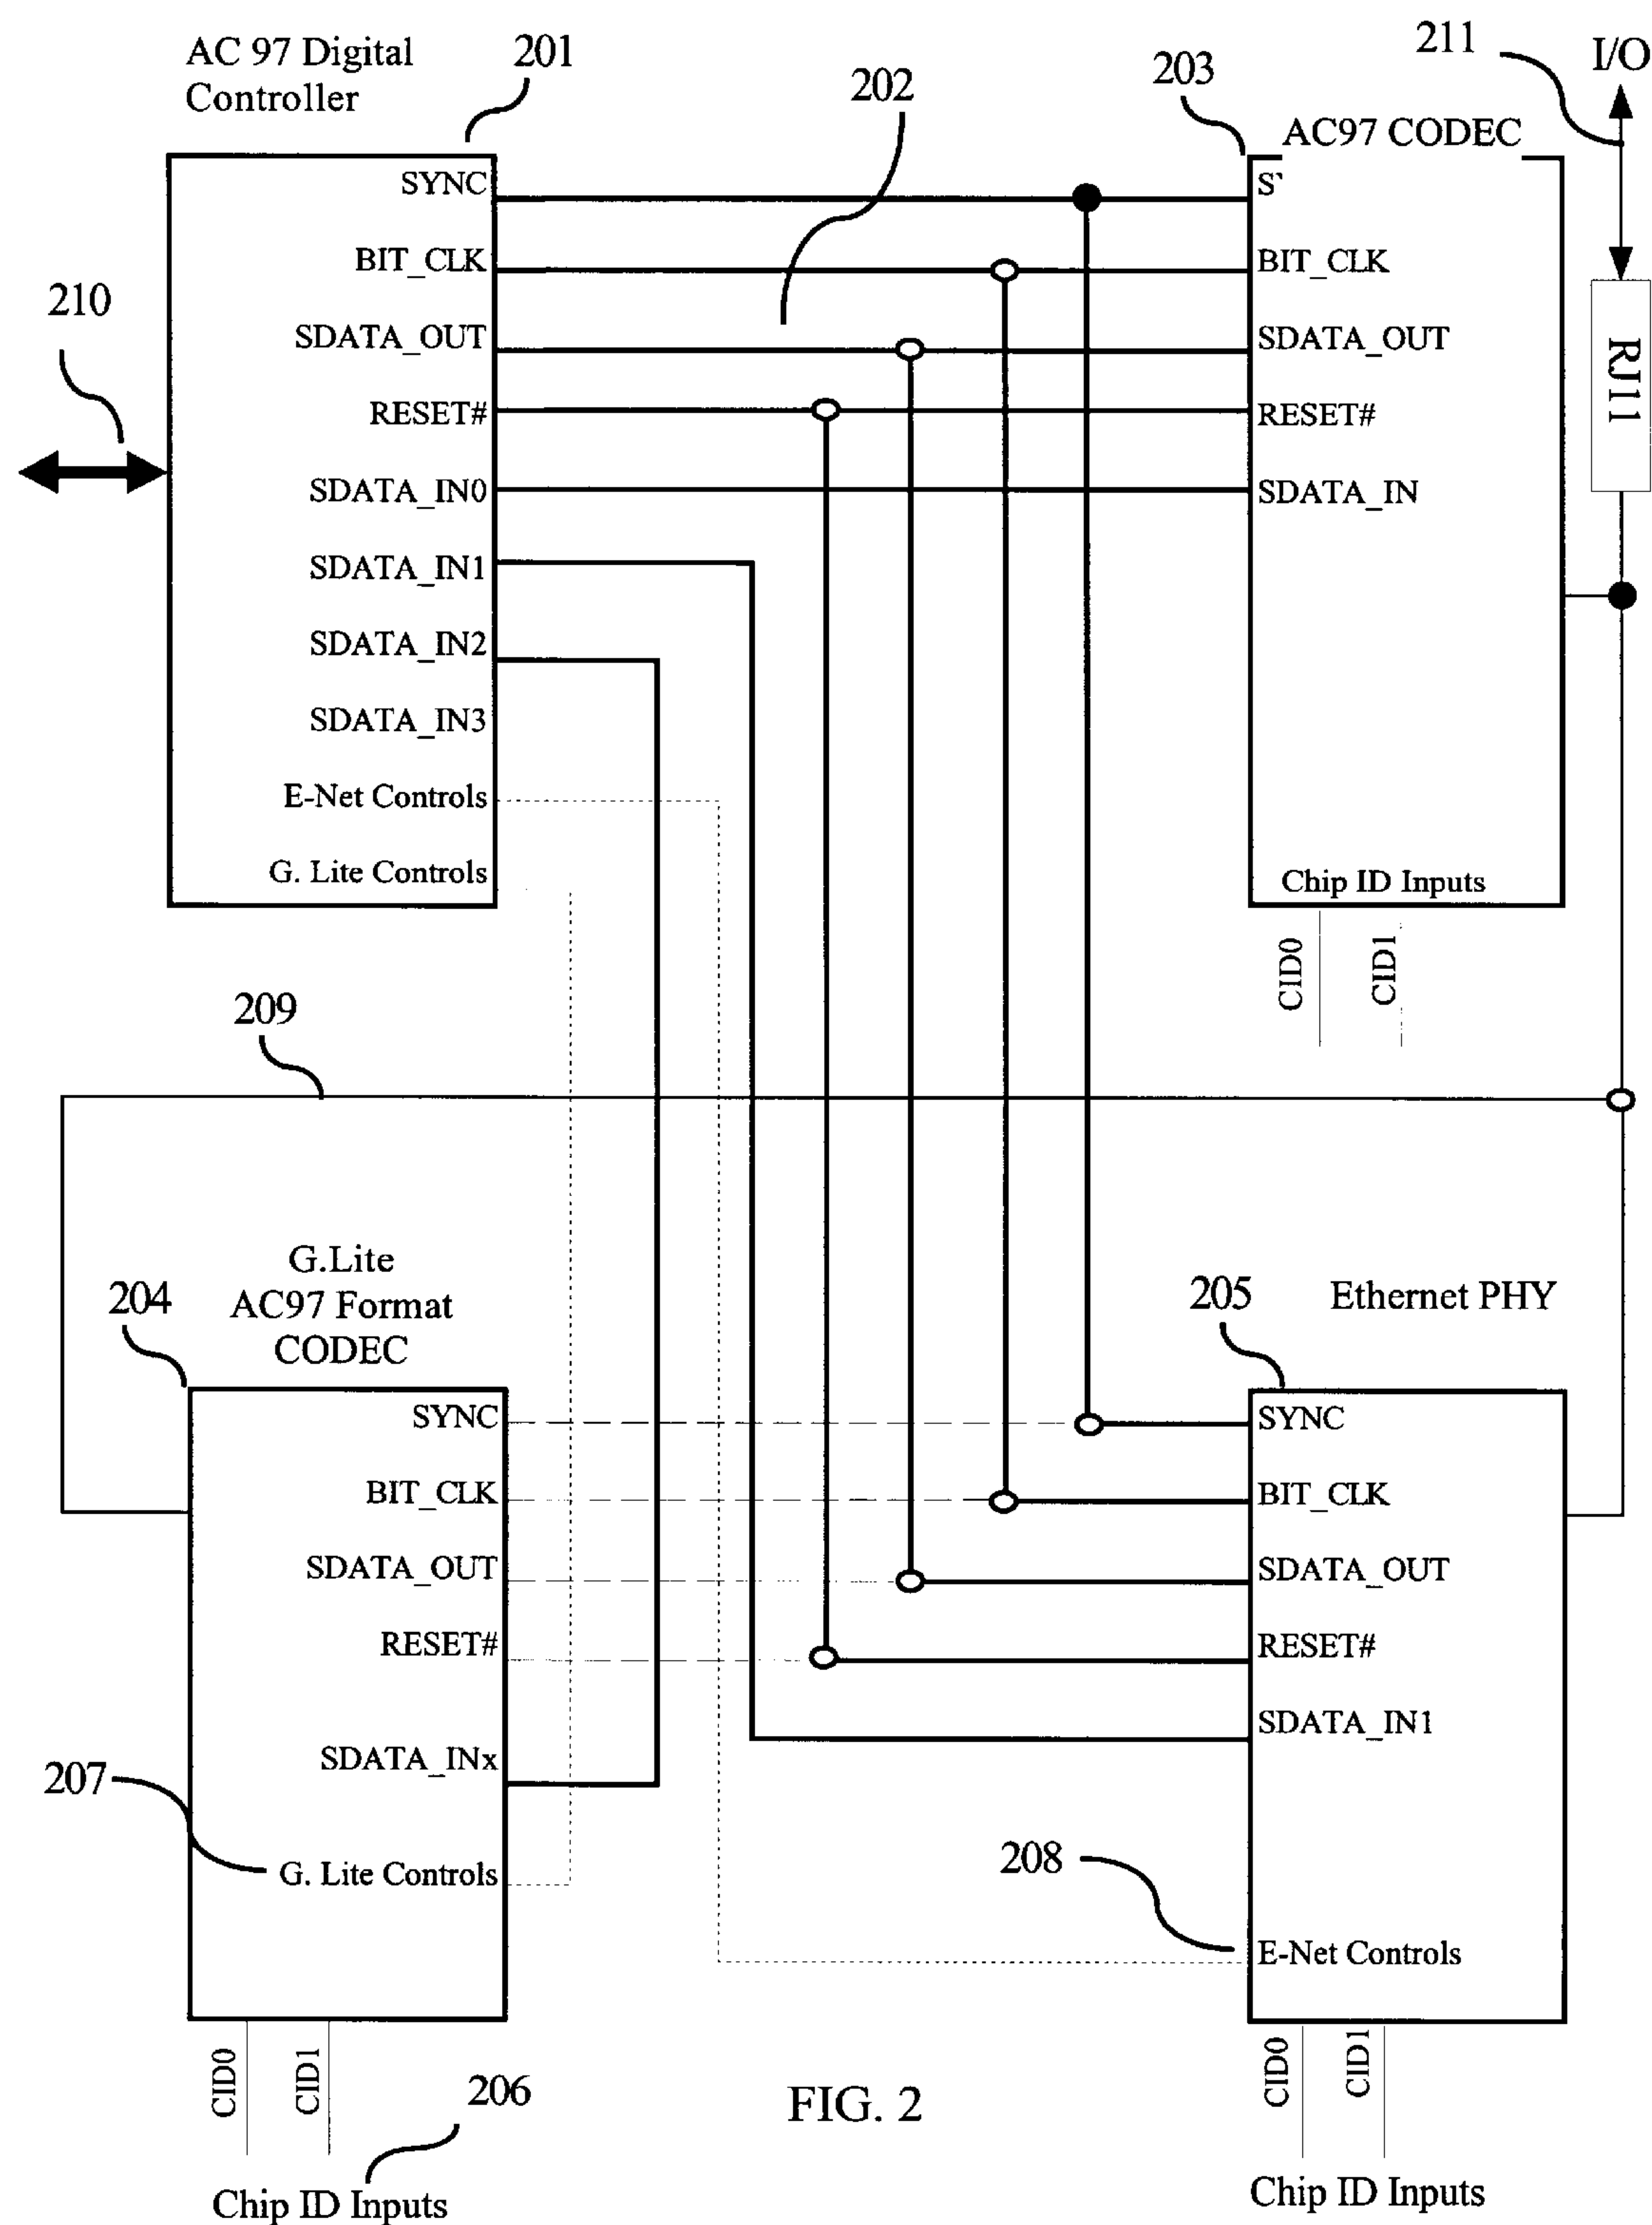 AC 97 Digital
Controller
201
202
203
211
I/O
AC97 CODEC
210
SYNC
BIT_CLK
SDATA_OUT
RESET#
SDATA_IN0
SDATA_IN1
SDATA_IN2
SDATA_IN3
E-Net Controls
G. Lite Controls
BIT_CLK
SDATA_OUT
RESET#
SDATA_IN
Chip ID Inputs
RJ11
CID0
CID1
209
G.Lite
AC97 Format
CODEC
204
SYNC
BIT_CLK
SDATA_OUT
RESET#
SDATA_INx
207
G. Lite Controls
CID0
CID1
206
Chip ID Inputs
205
Ethernet PHY
SYNC
BIT_CLK
SDATA_OUT
RESET#
SDATA_IN1
208
E-Net Controls
CID0
CID1
Chip ID Inputs
FIG. 2